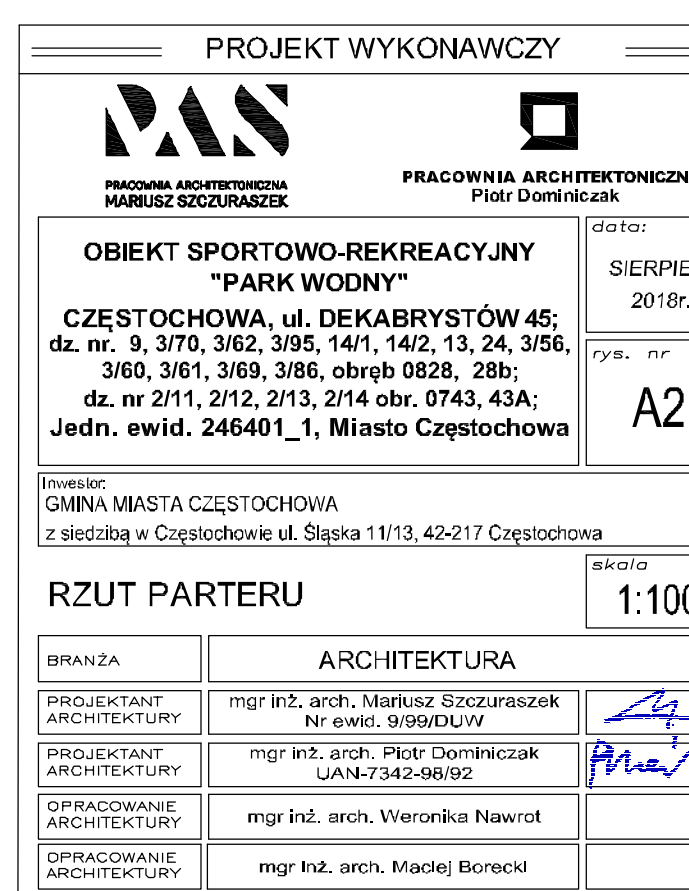 PROJEKT WYKONAWCZY
PAS
PRACOWNIA ARCHITEKTONICZNA
MARIUSZ SZCZURASZEK
PRACOWNIA ARCHITEKTONICZN
Piotr Dominiczak
OBIEKT SPORTOWO-REKREACYJNY
"PARK WODNY"
CZĘSTOCHOWA, ul. DEKABRYSTÓW 45;
dz. nr. 9, 3/70, 3/62, 3/95, 14/1, 14/2, 13, 24, 3/56,
3/60, 3/61, 3/69, 3/86, obręb 0828, 28b;
dz. nr 2/11, 2/12, 2/13, 2/14 obr. 0743, 43A;
Jedn. ewid. 246401_1, Miasto Częstochowa
data:
SIERPIE
2018r.
rys. nr
A2
Inwestor:
GMINA MIASTA CZĘSTOCHOWA
z siedzibą w Częstochowie ul. Śląska 11/13, 42-217 Częstochowa
RZUT PARTERU
skala
1:100
BRANŻA
ARCHITEKTURA
PROJEKTANT
ARCHITEKTURY
mgr inż. arch. Mariusz Szczuraszek
Nr ewid. 9/99/DUW
PROJEKTANT
ARCHITEKTURY
mgr inż. arch. Piotr Dominiczak
UAN-7342-98/92
OPRACOWANIE
ARCHITEKTURY
mgr inż. arch. Weronika Nawrot
OPRACOWANIE
ARCHITEKTURY
mgr inż. arch. Maciej Borecki